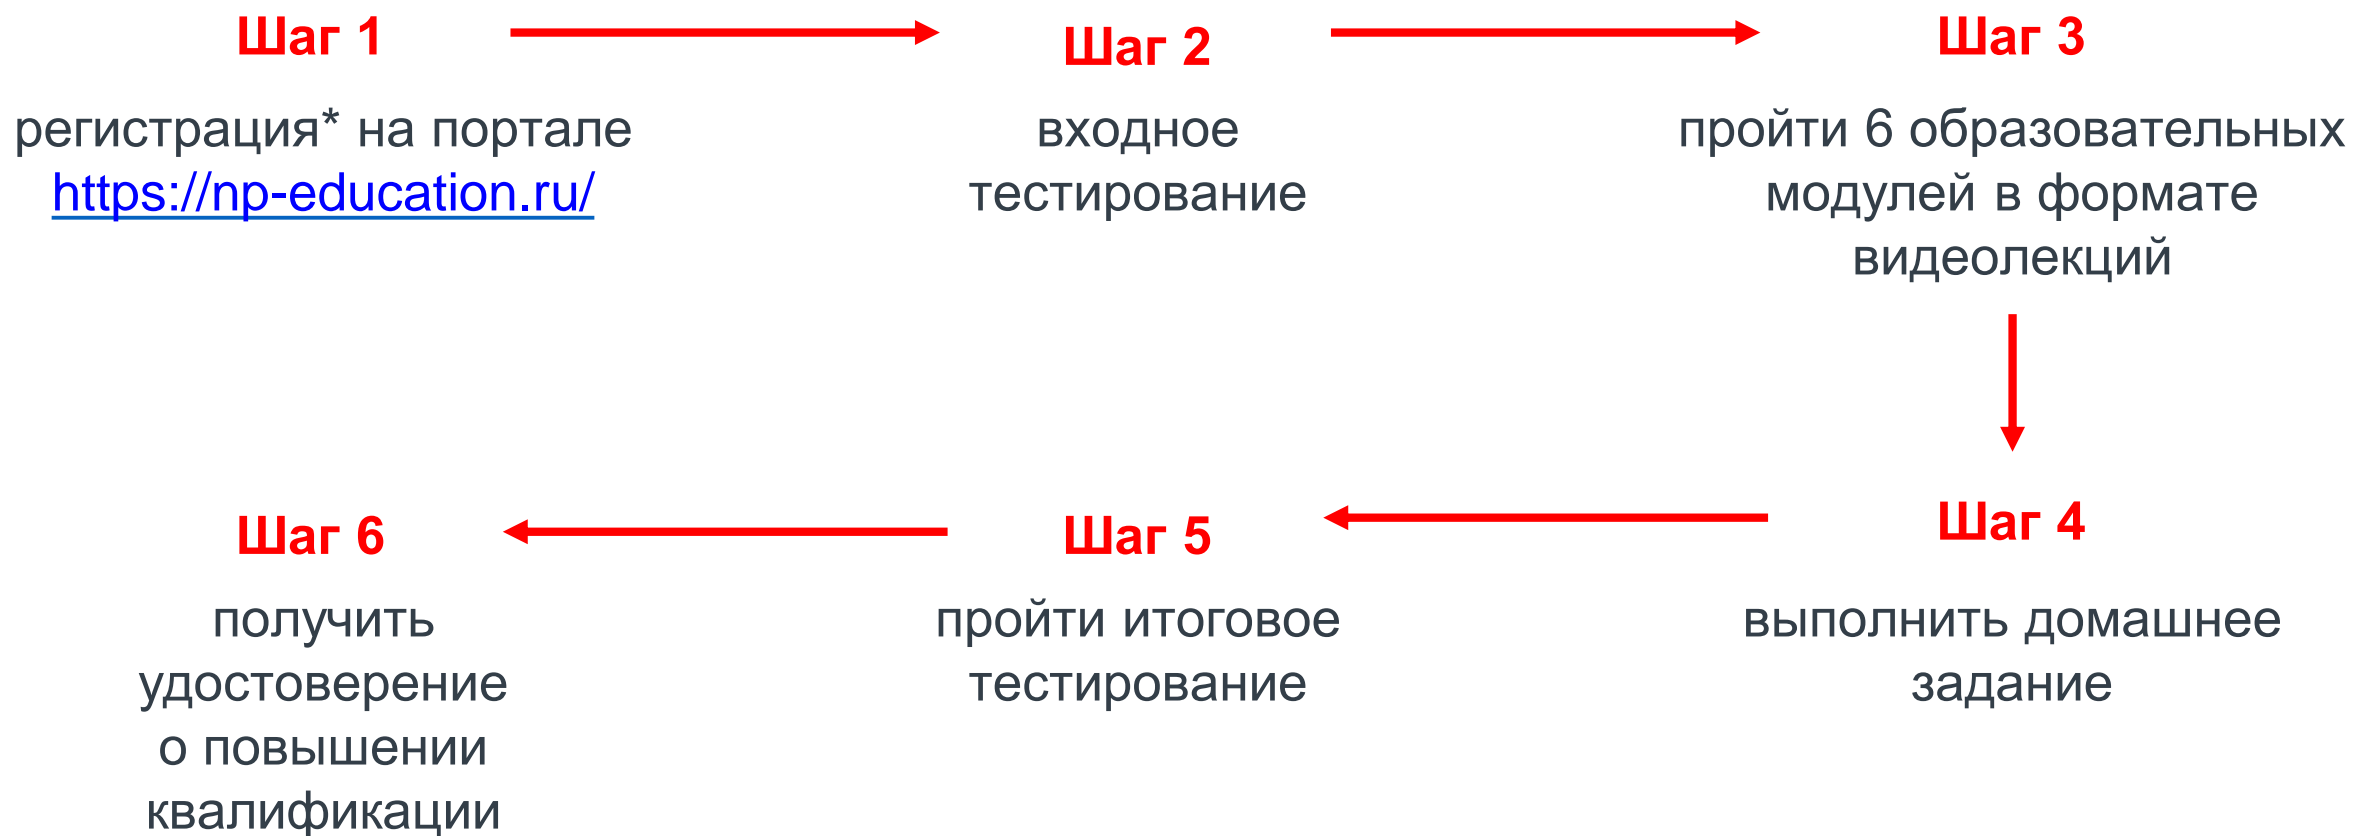 Шаг 1
регистрация* на портале
https://np-education.ru/
Шаг 2
входное
тестирование
Шаг 3
пройти 6 образовательных
модулей в формате
видеолекций
Шаг 4
выполнить домашнее
задание
Шаг 5
пройти итоговое
тестирование
Шаг 6
получить
удостоверение
о повышении
квалификации